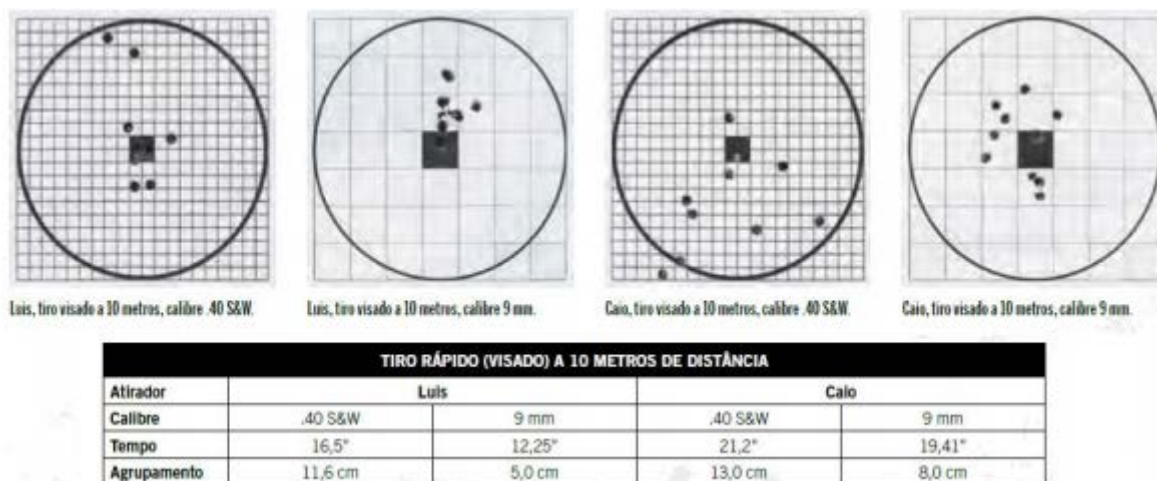 Luis, tiro visado a 10 metros, calibre .40 S&W.
Luis, tiro visado a 10 metros, calibre 9 mm.
Caio, tiro visado a 10 metros, calibre .40 S&W.
Caio, tiro visado a 10 metros, calibre 9 mm.
TIRO RÁPIDO (VISADO) A 10 METROS DE DISTÂNCIA
Atirador Luis Caio
Calibre .40 S&W 9 mm .40 S&W 9 mm
Tempo 16,5" 12,25" 21,2" 19,41"
Agrupamento 11,6 cm 5,0 cm 13,0 cm 8,0 cm